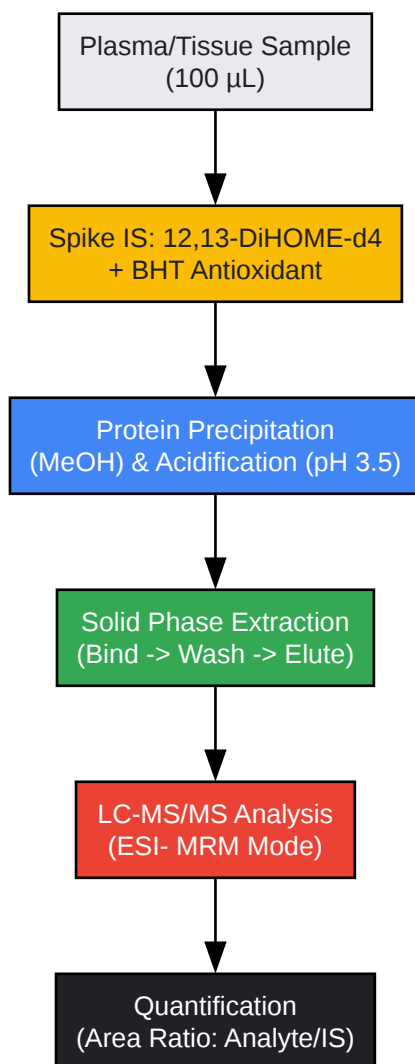 Plasma/Tissue Sample
(100 µL)
Spike IS: 12,13-DiHOME-d4
+ BHT Antioxidant
Protein Precipitation
(MeOH) & Acidification (pH 3.5)
Solid Phase Extraction
(Bind -> Wash -> Elute)
LC-MS/MS Analysis
(ESI- MRM Mode)
Quantification
(Area Ratio: Analyte/IS)